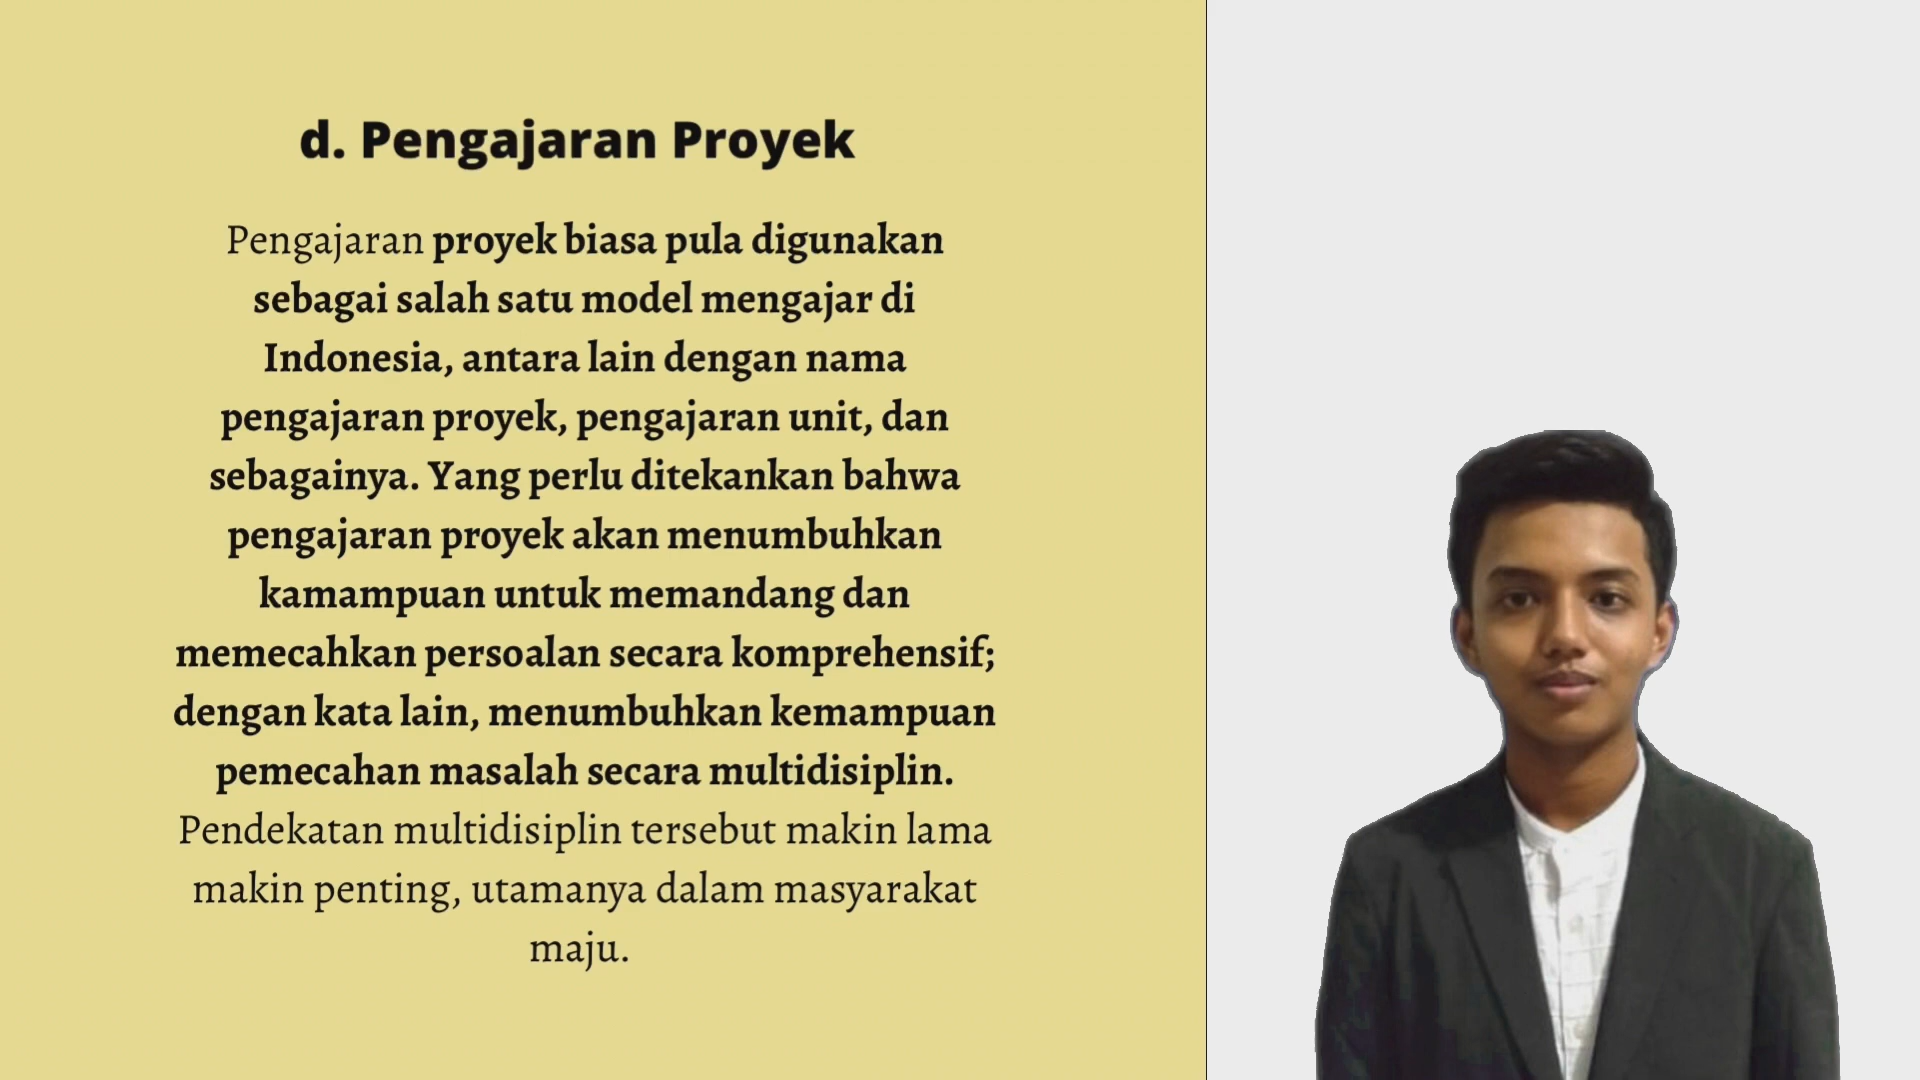 d. Pengajaran Proyek
Pengajaran proyek biasa pula digunakan
sebagai salah satu model mengajar di
Indonesia, antara lain dengan nama
pengajaran proyek, pengajaran unit, dan
sebagainya. Yang perlu ditekankan bahwa
pengajaran proyek akan menumbuhkan
kamampuan untuk memandang dan
memecahkan persoalan secara komprehensif;
dengan kata lain, menumbuhkan kemampuan
pemecahan masalah secara multidisiplin.
Pendekatan multidisiplin tersebut makin lama
makin penting, utamanya dalam masyarakat
maju.